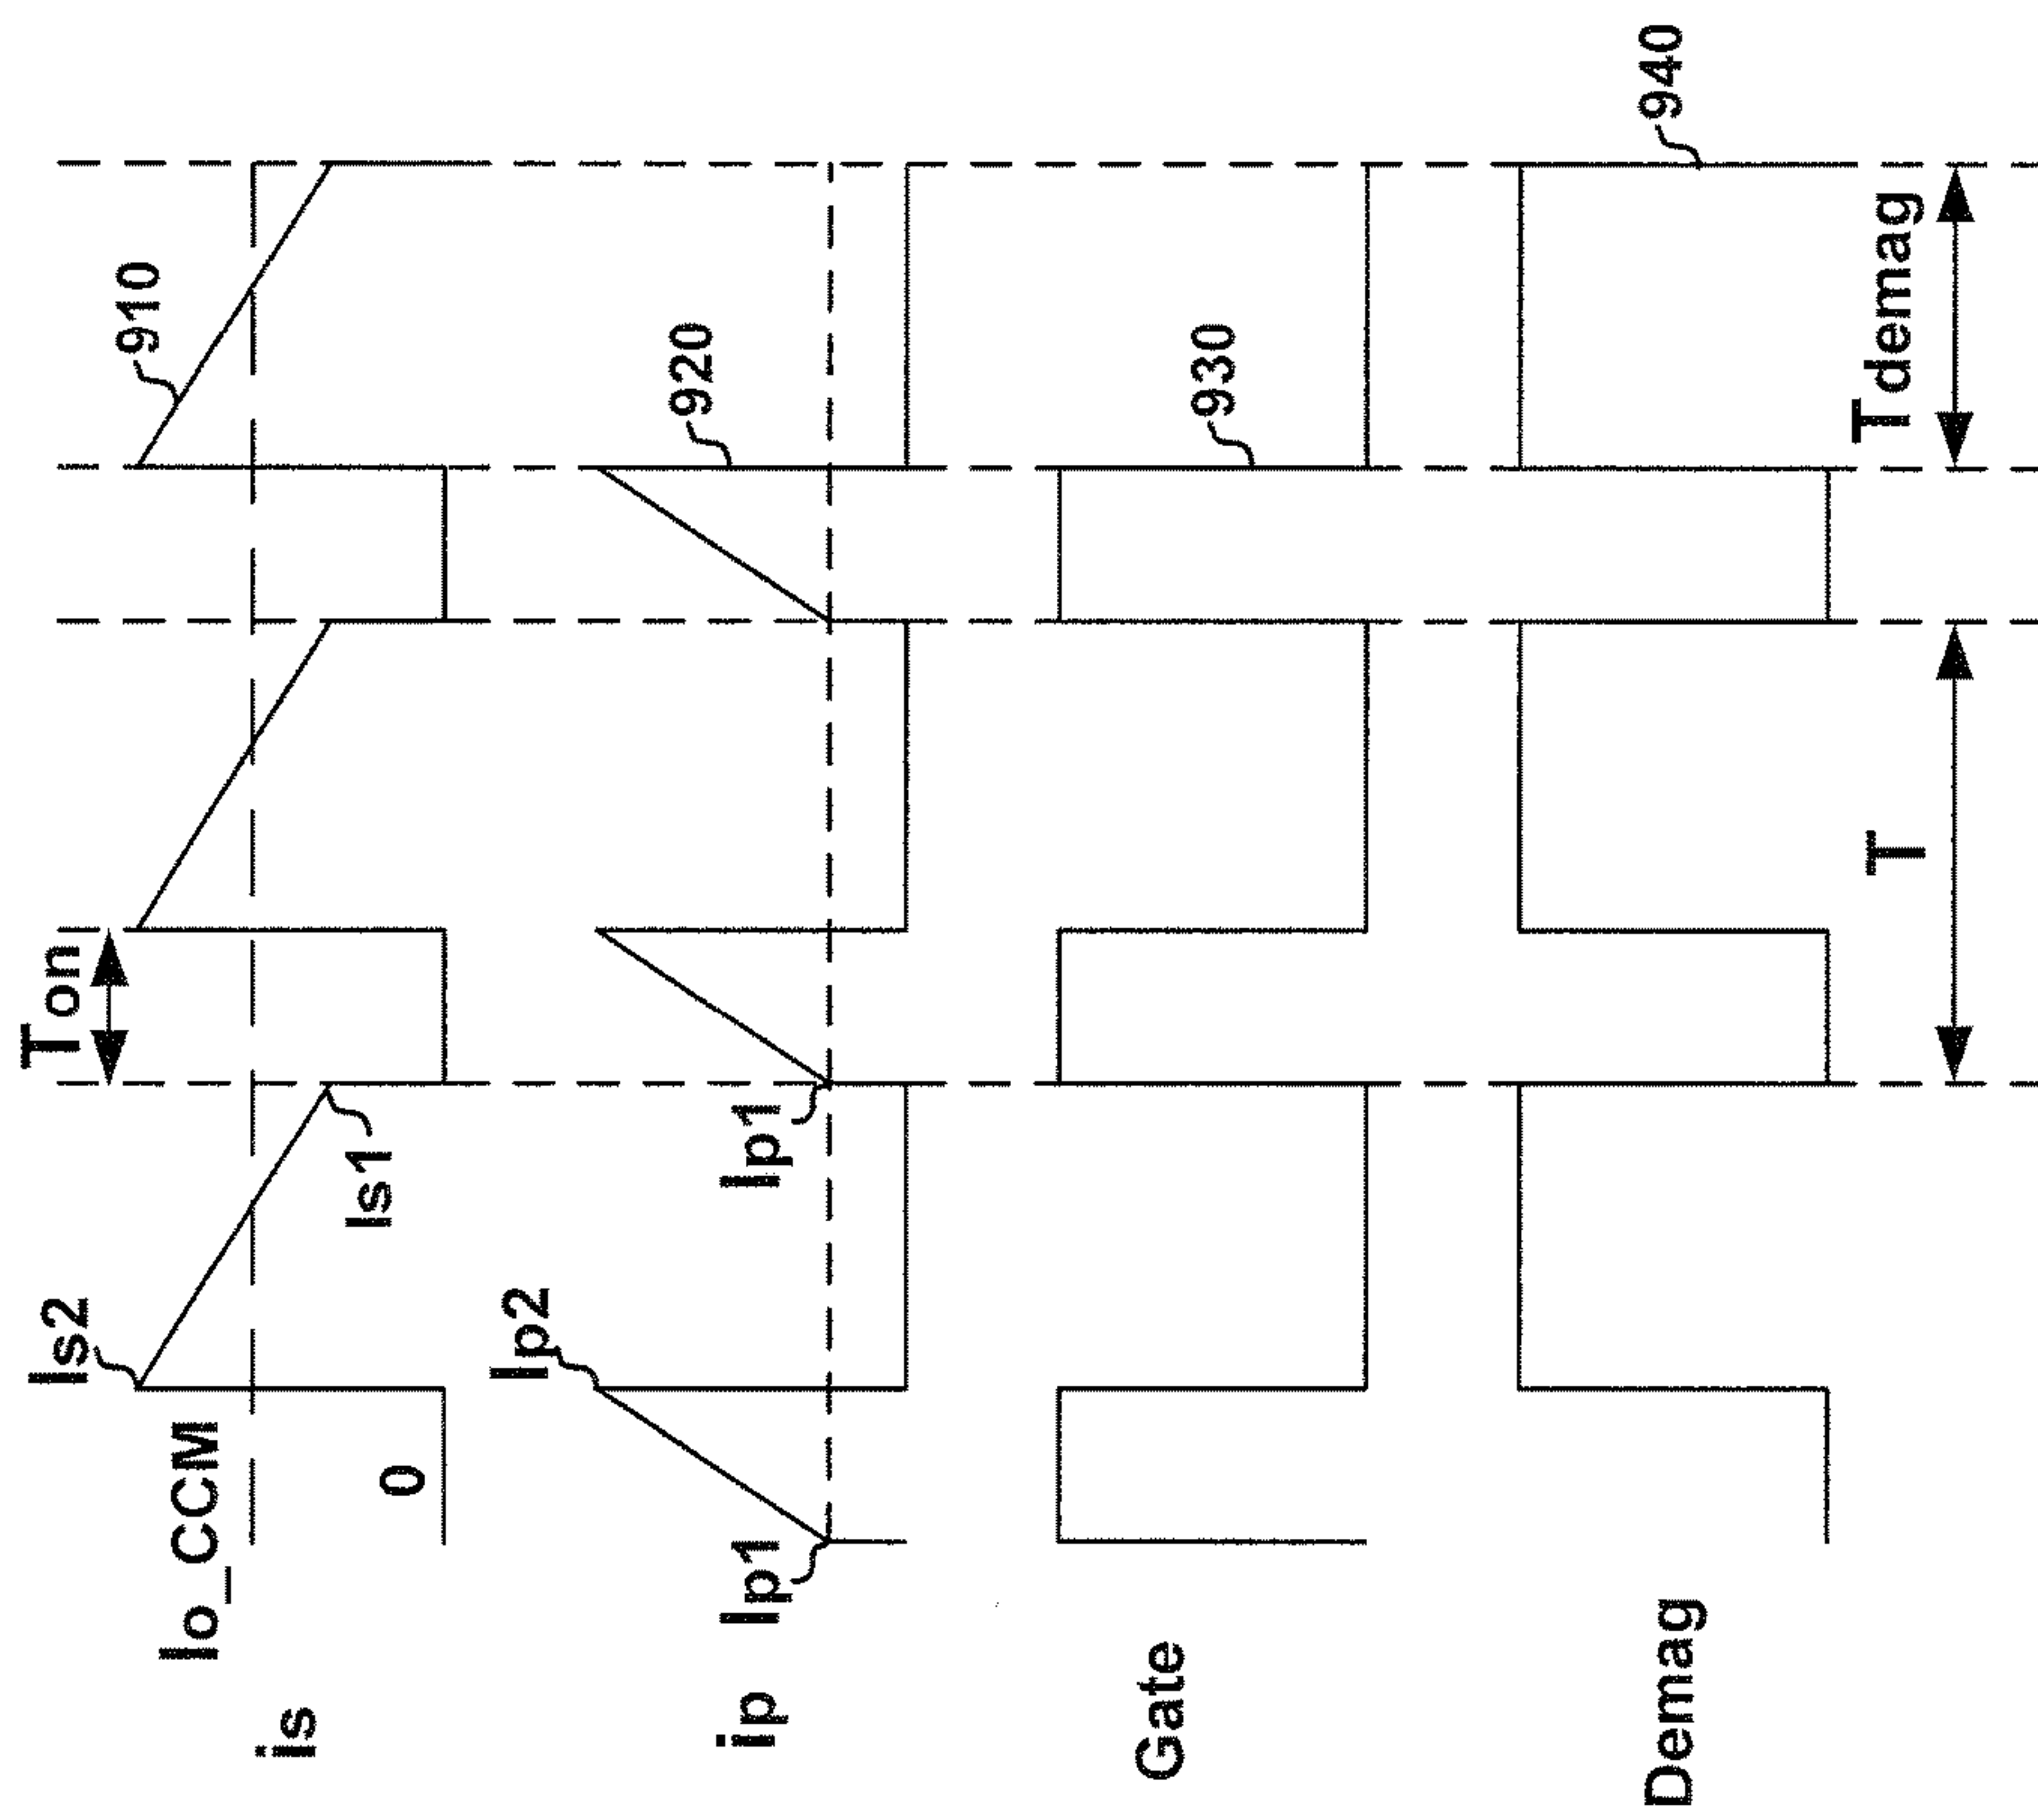 Ton
Is2
Io_CCM
910
is
0
Is1
Ip2
920
ip
Ip1
Ip1
930
Gate
Demag
940
T
Tdemag